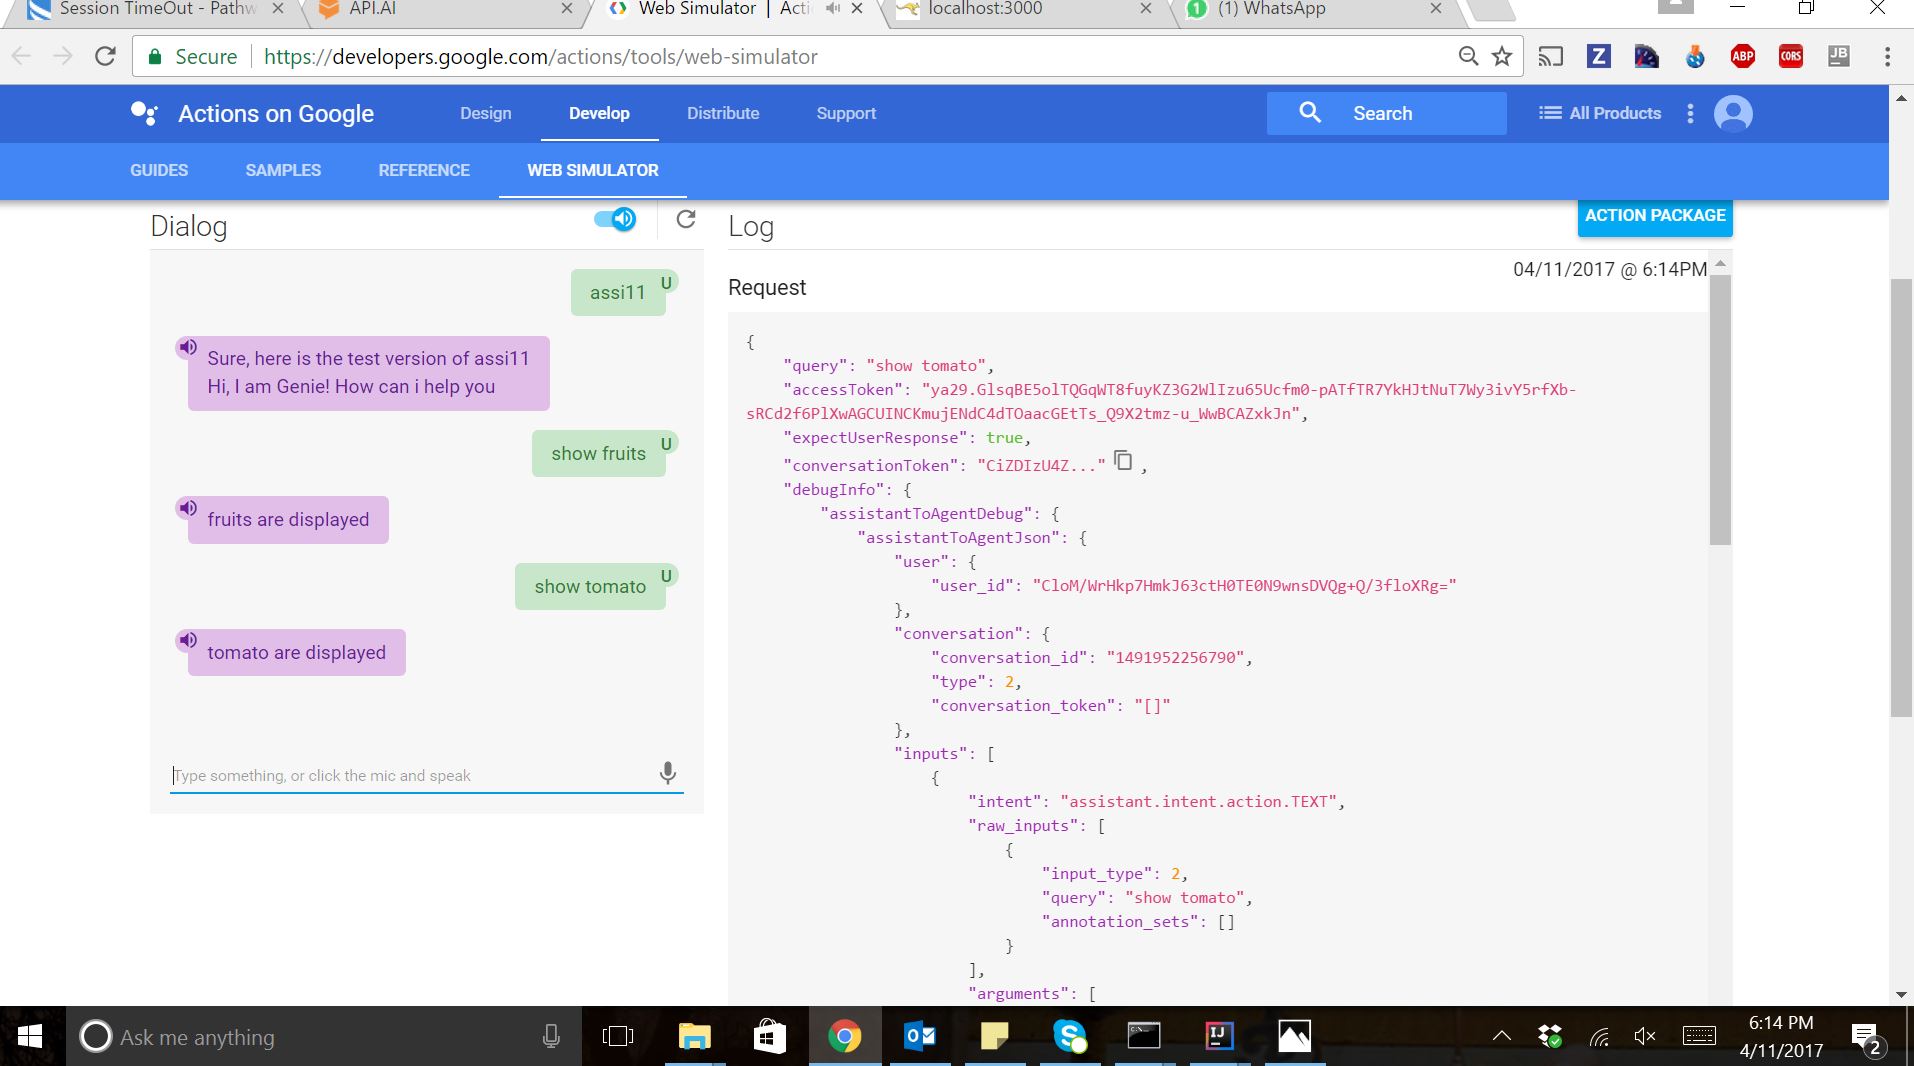 Session TimeOut - Pathw
API.AI
Web Simulator | Acti
localhost:3000
(1) WhatsApp
Secure
https://developers.google.com/actions/tools/web-simulator
Z
ABP
CORS
JB
Actions on Google
Design
Develop
Distribute
Support
Search
All Products
GUIDES
SAMPLES
REFERENCE
WEB SIMULATOR
Dialog
assi11
U
Sure, here is the test version of assi11
Hi, I am Genie! How can i help you
show fruits
U
fruits are displayed
show tomato
U
tomato are displayed
Type something, or click the mic and speak
Log
ACTION PACKAGE
04/11/2017 @ 6:14PM
Request
{
"query": "show tomato",
"accessToken": "ya29.GlsqBE5olTQGqWT8fuyKZ3G2WlIzu65Ucfm0-pATfTR7YkHJtNuT7Wy3ivY5rfXb-
sRCd2f6PlXwAGCUINCKmujENdC4dTOaacGEtTs_Q9X2tmz-u_WwBCAZxkJn",
"expectUserResponse": true,
"conversationToken": "CiZDIzU4Z..." ,
"debugInfo": {
"assistantToAgentDebug": {
"assistantToAgentJson": {
"user": {
"user_id": "CloM/WrHkp7HmkJ63ctH0TE0N9wnsDVQg+Q/3floXRg="
},
"conversation": {
"conversation_id": "1491952256790",
"type": 2,
"conversation_token": "[]"
},
"inputs": [
{
"intent": "assistant.intent.action.TEXT",
"raw_inputs": [
{
"input_type": 2,
"query": "show tomato",
"annotation_sets": []
}
],
"arguments": [
Ask me anything
6:14 PM
4/11/2017
2